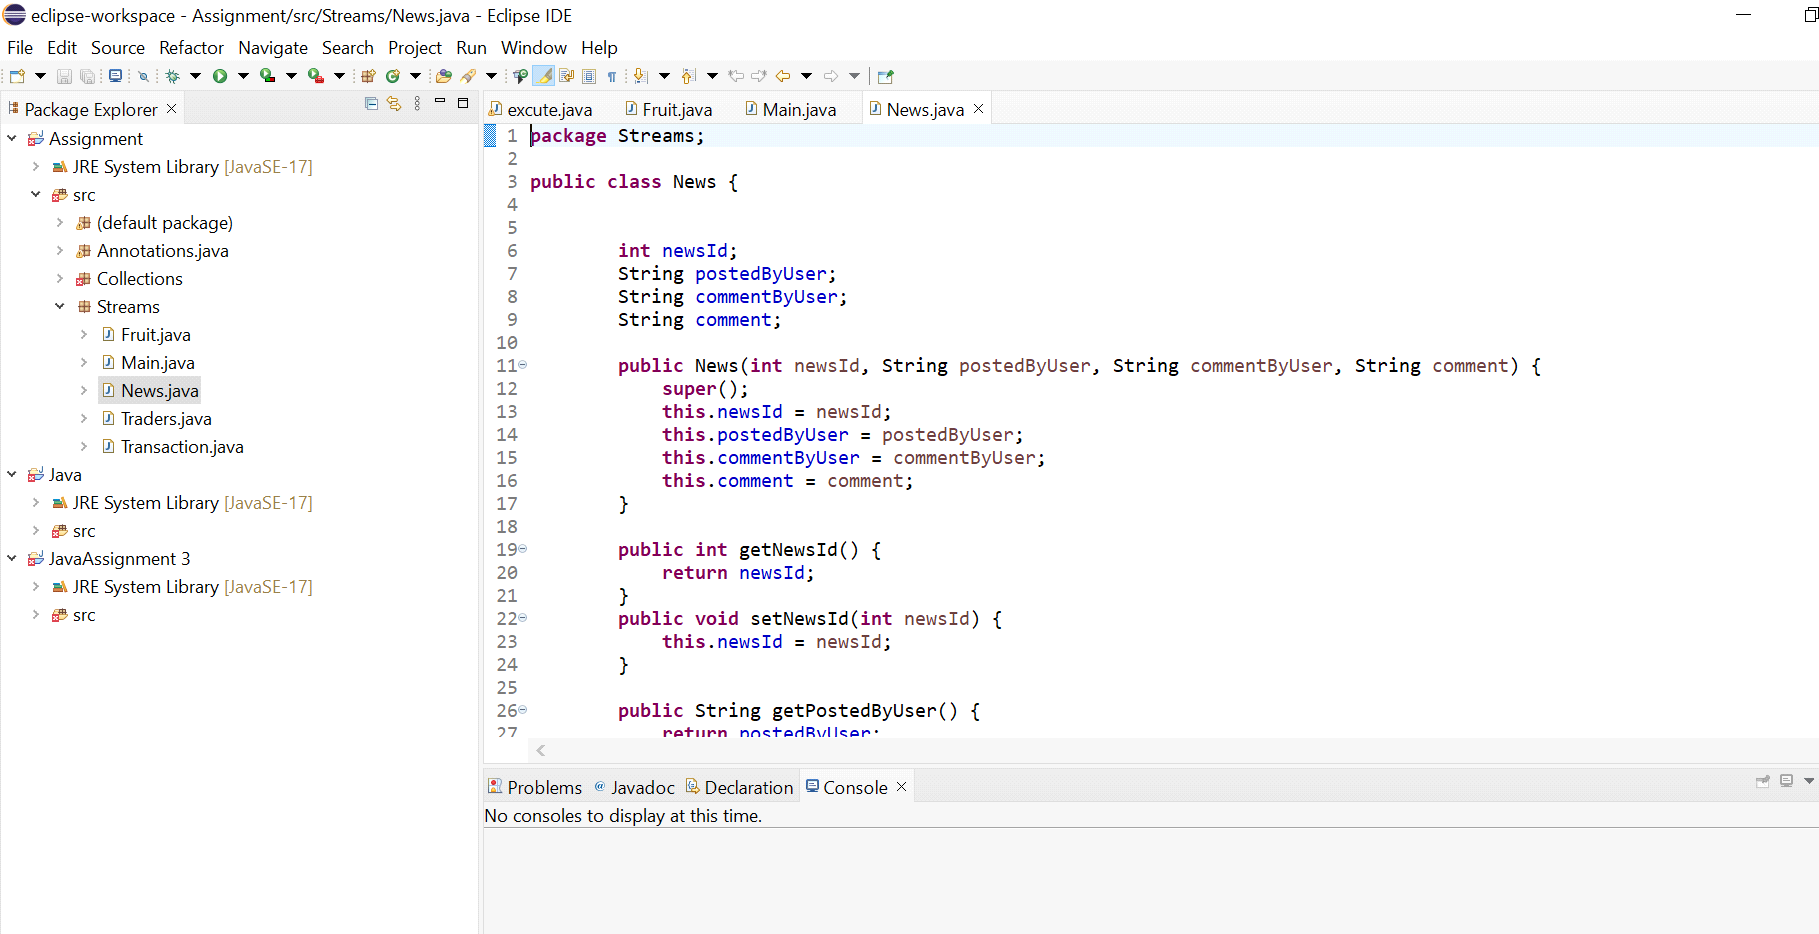 eclipse-workspace - Assignment/src/Streams/News.java - Eclipse IDE
File Edit Source Refactor Navigate Search Project Run Window Help
Package Explorer
Assignment
JRE System Library [JavaSE-17]
src
(default package)
Annotations.java
Collections
Streams
Fruit.java
Main.java
News.java
Traders.java
Transaction.java
Java
JRE System Library [JavaSE-17]
src
JavaAssignment 3
JRE System Library [JavaSE-17]
src
excute.java Fruit.java Main.java News.java
1 package Streams;
2
3 public class News {
4
5
6 int newsId;
7 String postedByUser;
8 String commentByUser;
9 String comment;
10
11 public News(int newsId, String postedByUser, String commentByUser, String comment) {
12 super();
13 this.newsId = newsId;
14 this.postedByUser = postedByUser;
15 this.commentByUser = commentByUser;
16 this.comment = comment;
17 }
18
19 public int getNewsId() {
20 return newsId;
21 }
22 public void setNewsId(int newsId) {
23 this.newsId = newsId;
24 }
25
26 public String getPostedByUser() {
27 return postedByUser;
Problems Javadoc Declaration Console
No consoles to display at this time.